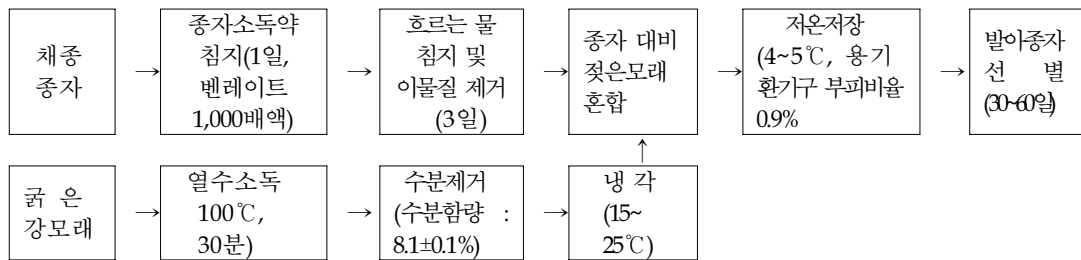 채종
종자
→
종자소독약
침지(1일,
벤레이트
1,000배액)
→
흐르는 물
침지 및
이물질 제거
(3일)
→
종자 대비
젖은모래
혼합
→
저온저장
(4~5℃, 용기
환기구 부피비율
0.9%
→
발아종자
선 별
(30~60일)
↑
굵 은
강모래
→
열수소독
100℃,
30분)
→
수분제거
(수분함량 :
8.1±0.1%)
→
냉 각
(15~
25℃)